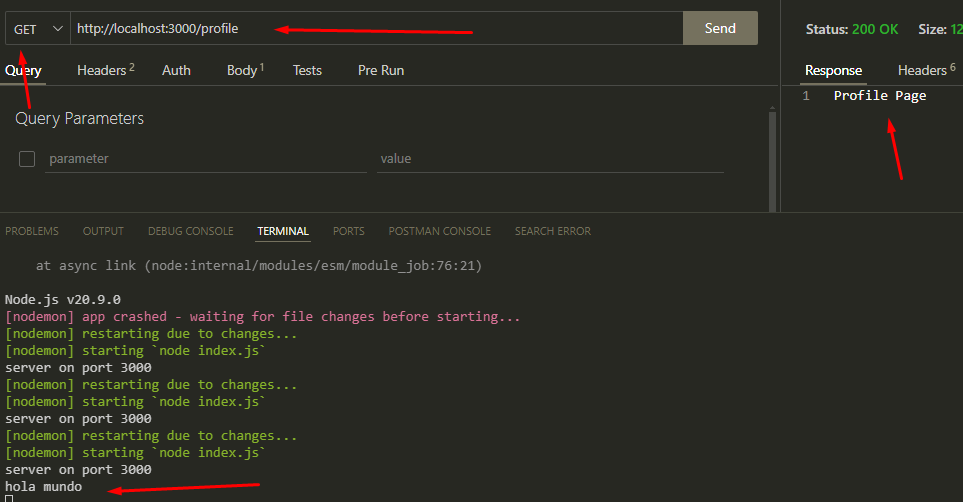 GET http://localhost:3000/profile Send
Status: 200 OK Size: 12
Query Headers 2 Auth Body 1 Tests Pre Run
Response Headers 6
1 Profile Page
Query Parameters
parameter value
PROBLEMS OUTPUT DEBUG CONSOLE TERMINAL PORTS POSTMAN CONSOLE SEARCH ERROR
at async link (node:internal/modules/esm/module_job:76:21)
Node.js v20.9.0
[nodemon] app crashed - waiting for file changes before starting...
[nodemon] restarting due to changes...
[nodemon] starting `node index.js`
server on port 3000
[nodemon] restarting due to changes...
[nodemon] starting `node index.js`
server on port 3000
[nodemon] restarting due to changes...
[nodemon] starting `node index.js`
server on port 3000
hola mundo